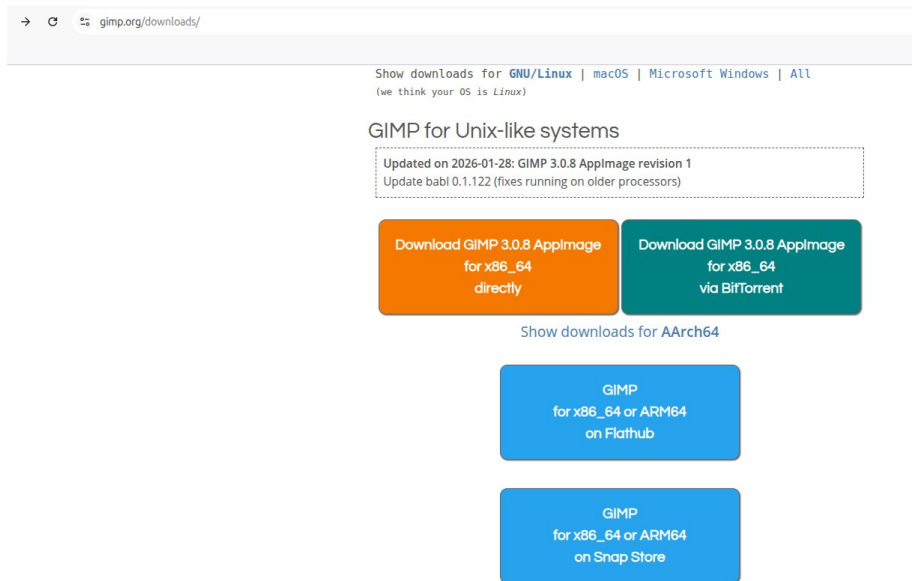 gimp.org/downloads/
Show downloads for GNU/Linux | macOS | Microsoft Windows | All
(we think your OS is Linux)
GIMP for Unix-like systems
Updated on 2026-01-28: GIMP 3.0.8 AppImage revision 1
Update babl 0.1.122 (fixes running on older processors)
Download GIMP 3.0.8 AppImage
for x86_64
directly
Download GIMP 3.0.8 AppImage
for x86_64
via BitTorrent
Show downloads for AArch64
GIMP
for x86_64 or ARM64
on Flathub
GIMP
for x86_64 or ARM64
on Snap Store